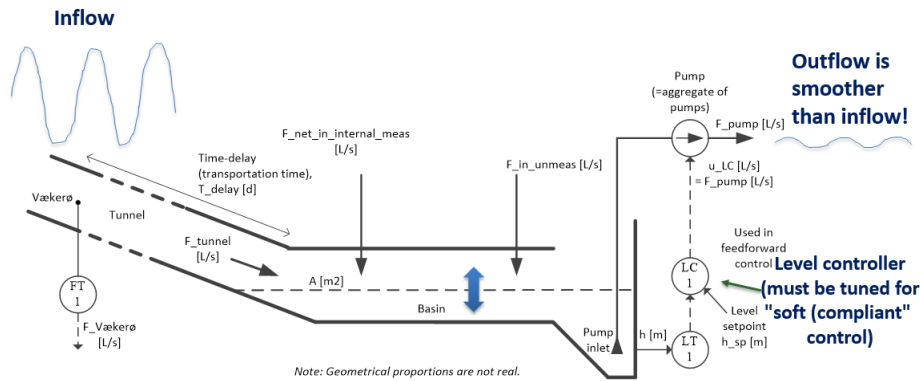 Inflow
Outflow is
smoother
than inflow!
Pump
(=aggregate of
pumps)
F_pump [L/s]
F_net_in_internal_meas
[L/s]
F_in_unmeas[L/s]
Time-delay
(transportation time),
T_delay [d]
u_LC [L/s]
= F_pump [L/s]
Vækerø
Tunnel
F_tunnel
[L/s]
Used in
feedforward
control
A [m2]
LC
1
Level controller
(must be tuned for
"soft (compliant"
control)
FT
1
Basin
Level
setpoint
h_sp [m]
F_Vækerø
[L/s]
Pump
inlet
h [m]
LT
1
Note: Geometrical proportions are not real.